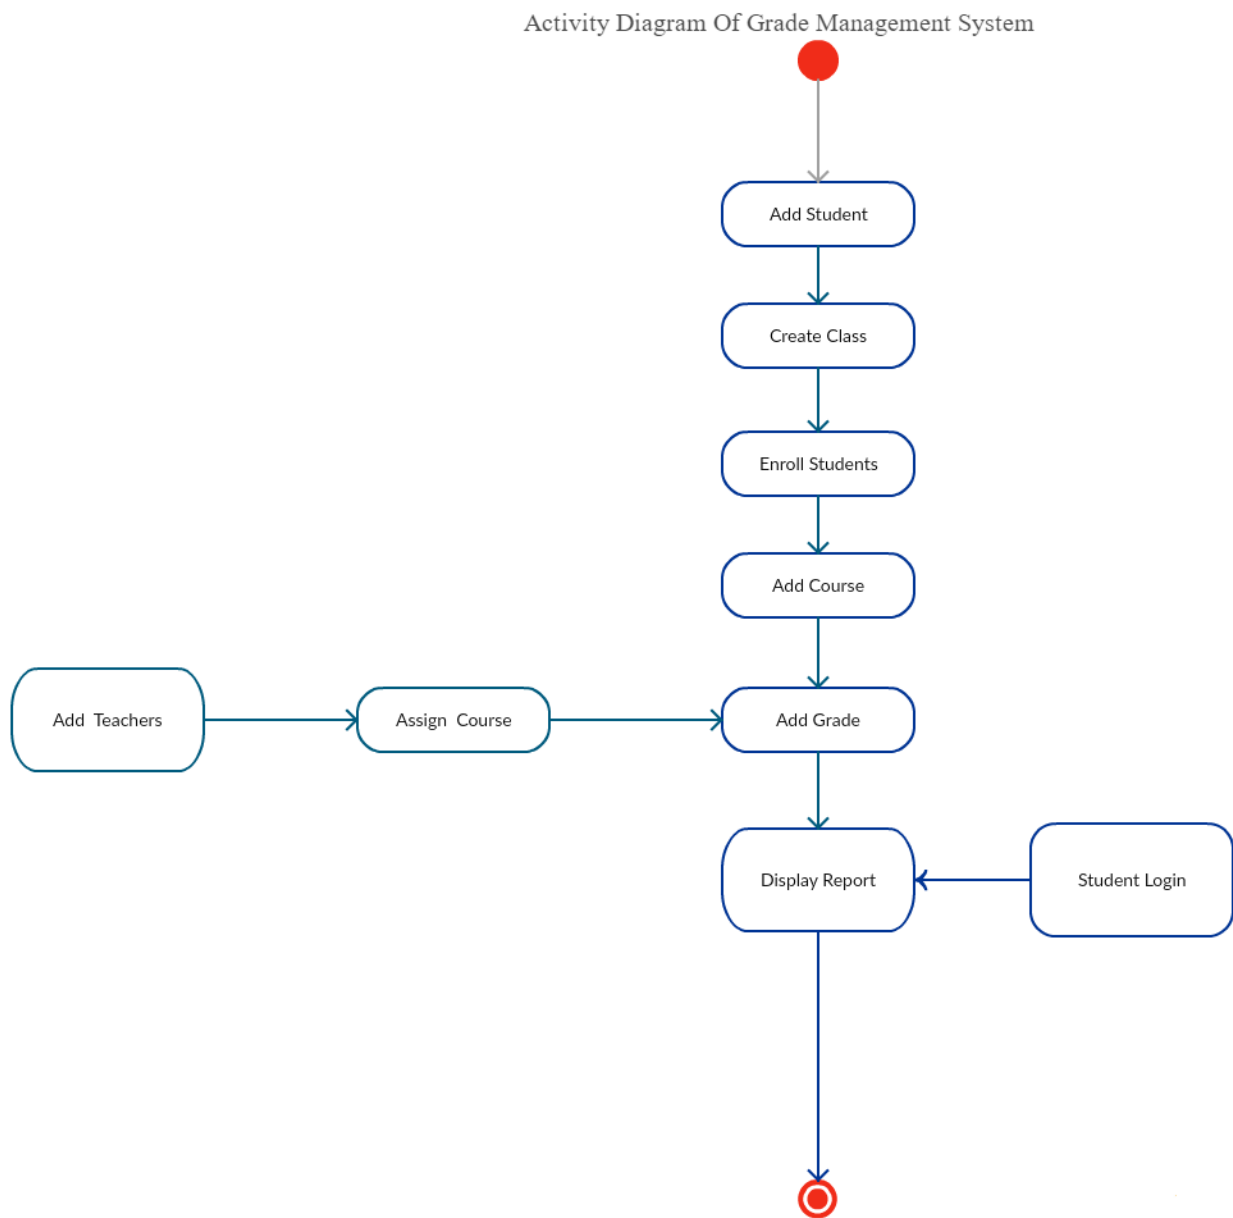 Activity Diagram Of Grade Management System
Add Student
Create Class
Enroll Students
Add Course
Add Teachers
Assign Course
Add Grade
Display Report
Student Login